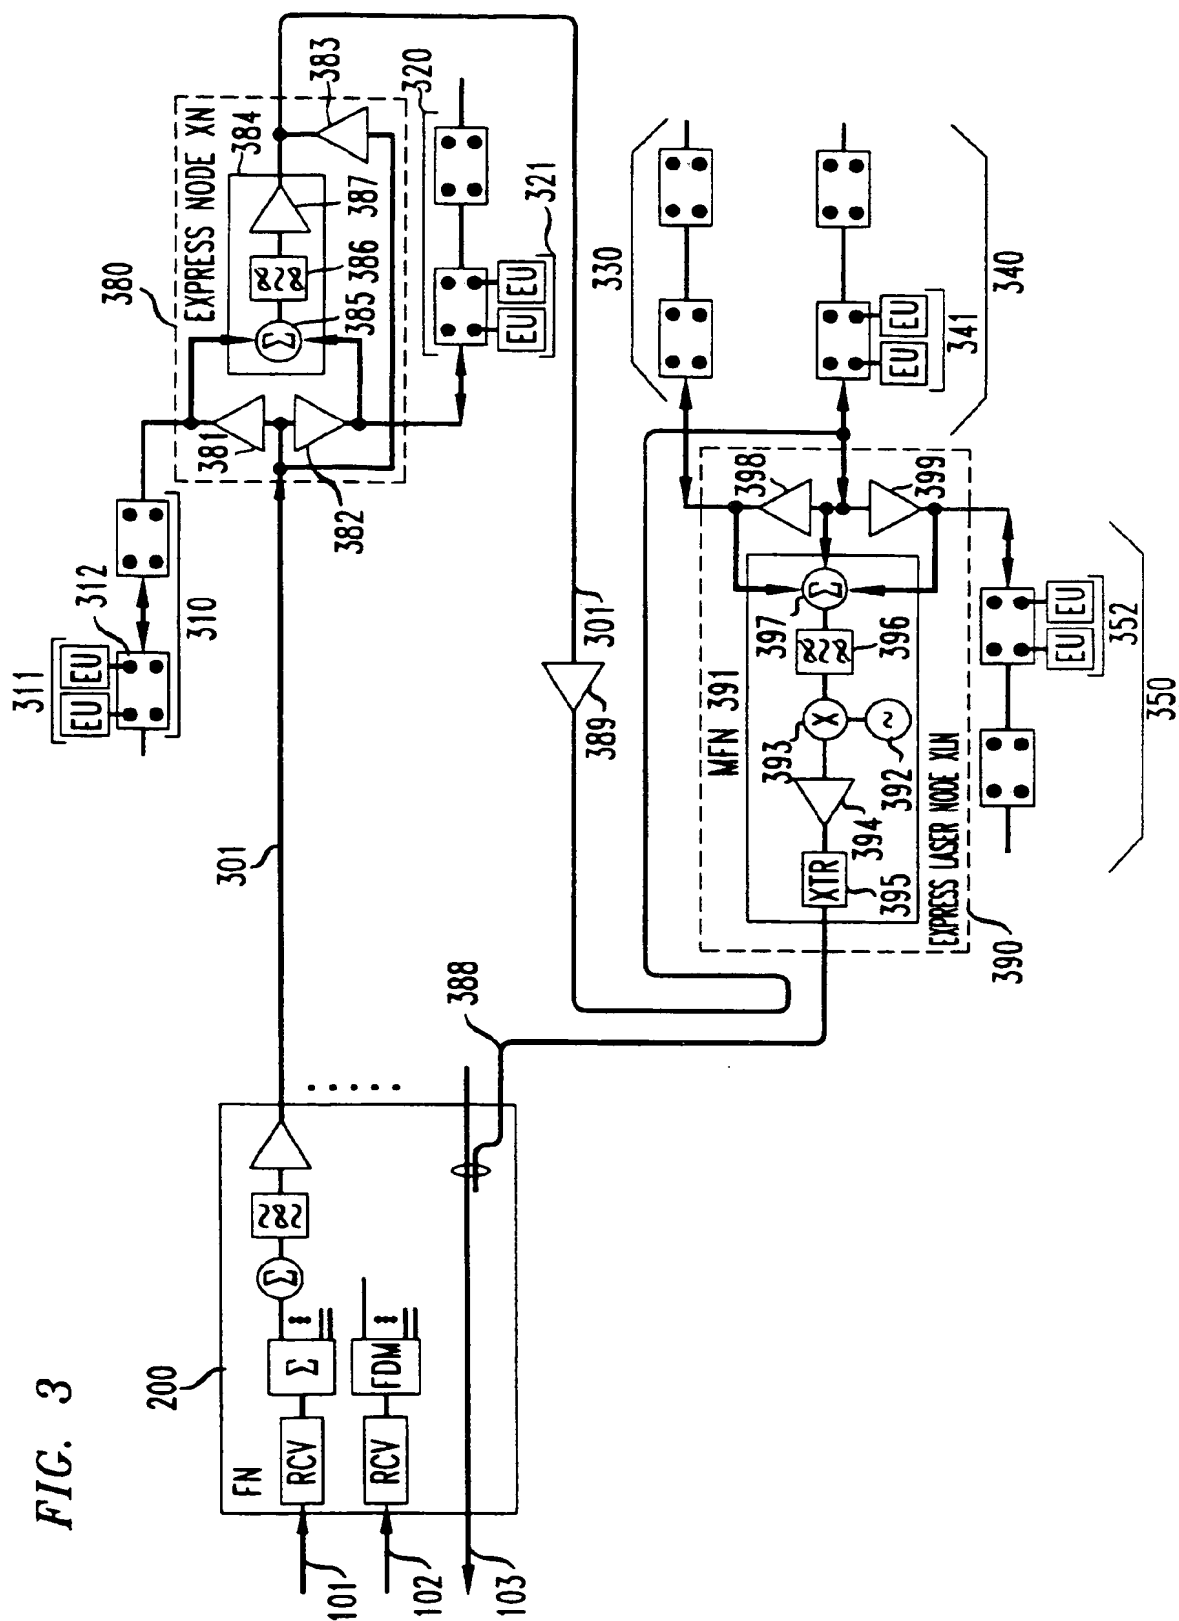 FIG. 3
200
FN
RCV
Σ
Σ
RCV
FDM
101
102
103
301
388
311
EU
EU
312
310
380
EXPRESS NODE XN
381
382
384
385
Σ
386
387
383
320
EU
EU
321
389
301
330
340
EU
EU
341
MFN 391
398
399
397
Σ
396
393
X
~
392
394
XTR
395
EXPRESS LASER NODE XLN
390
EU
EU
352
350